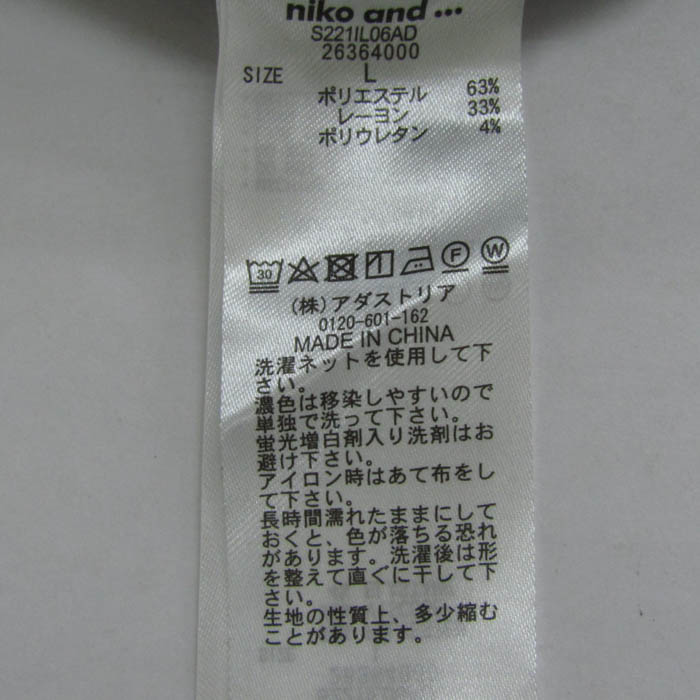 niko and ...
S221IL06AD
26364000
SIZE L
ポリエステル 63%
レーヨン 33%
ポリウレタン 4%
30 F W
(株)アダストリア
0120-601-162
MADE IN CHINA
洗濯ネットを使用して下
さい。
濃色は移染しやすいので
単独で洗って下さい。
蛍光増白剤入り洗剤はお
避け下さい。
アイロン時はあて布をし
て下さい。
長時間濡れたままにして
おくと、色が落ちる恐れ
があります。洗濯後は形
を整えて直ぐに干して下
さい。
生地の性質上、多少縮む
ことがあります。